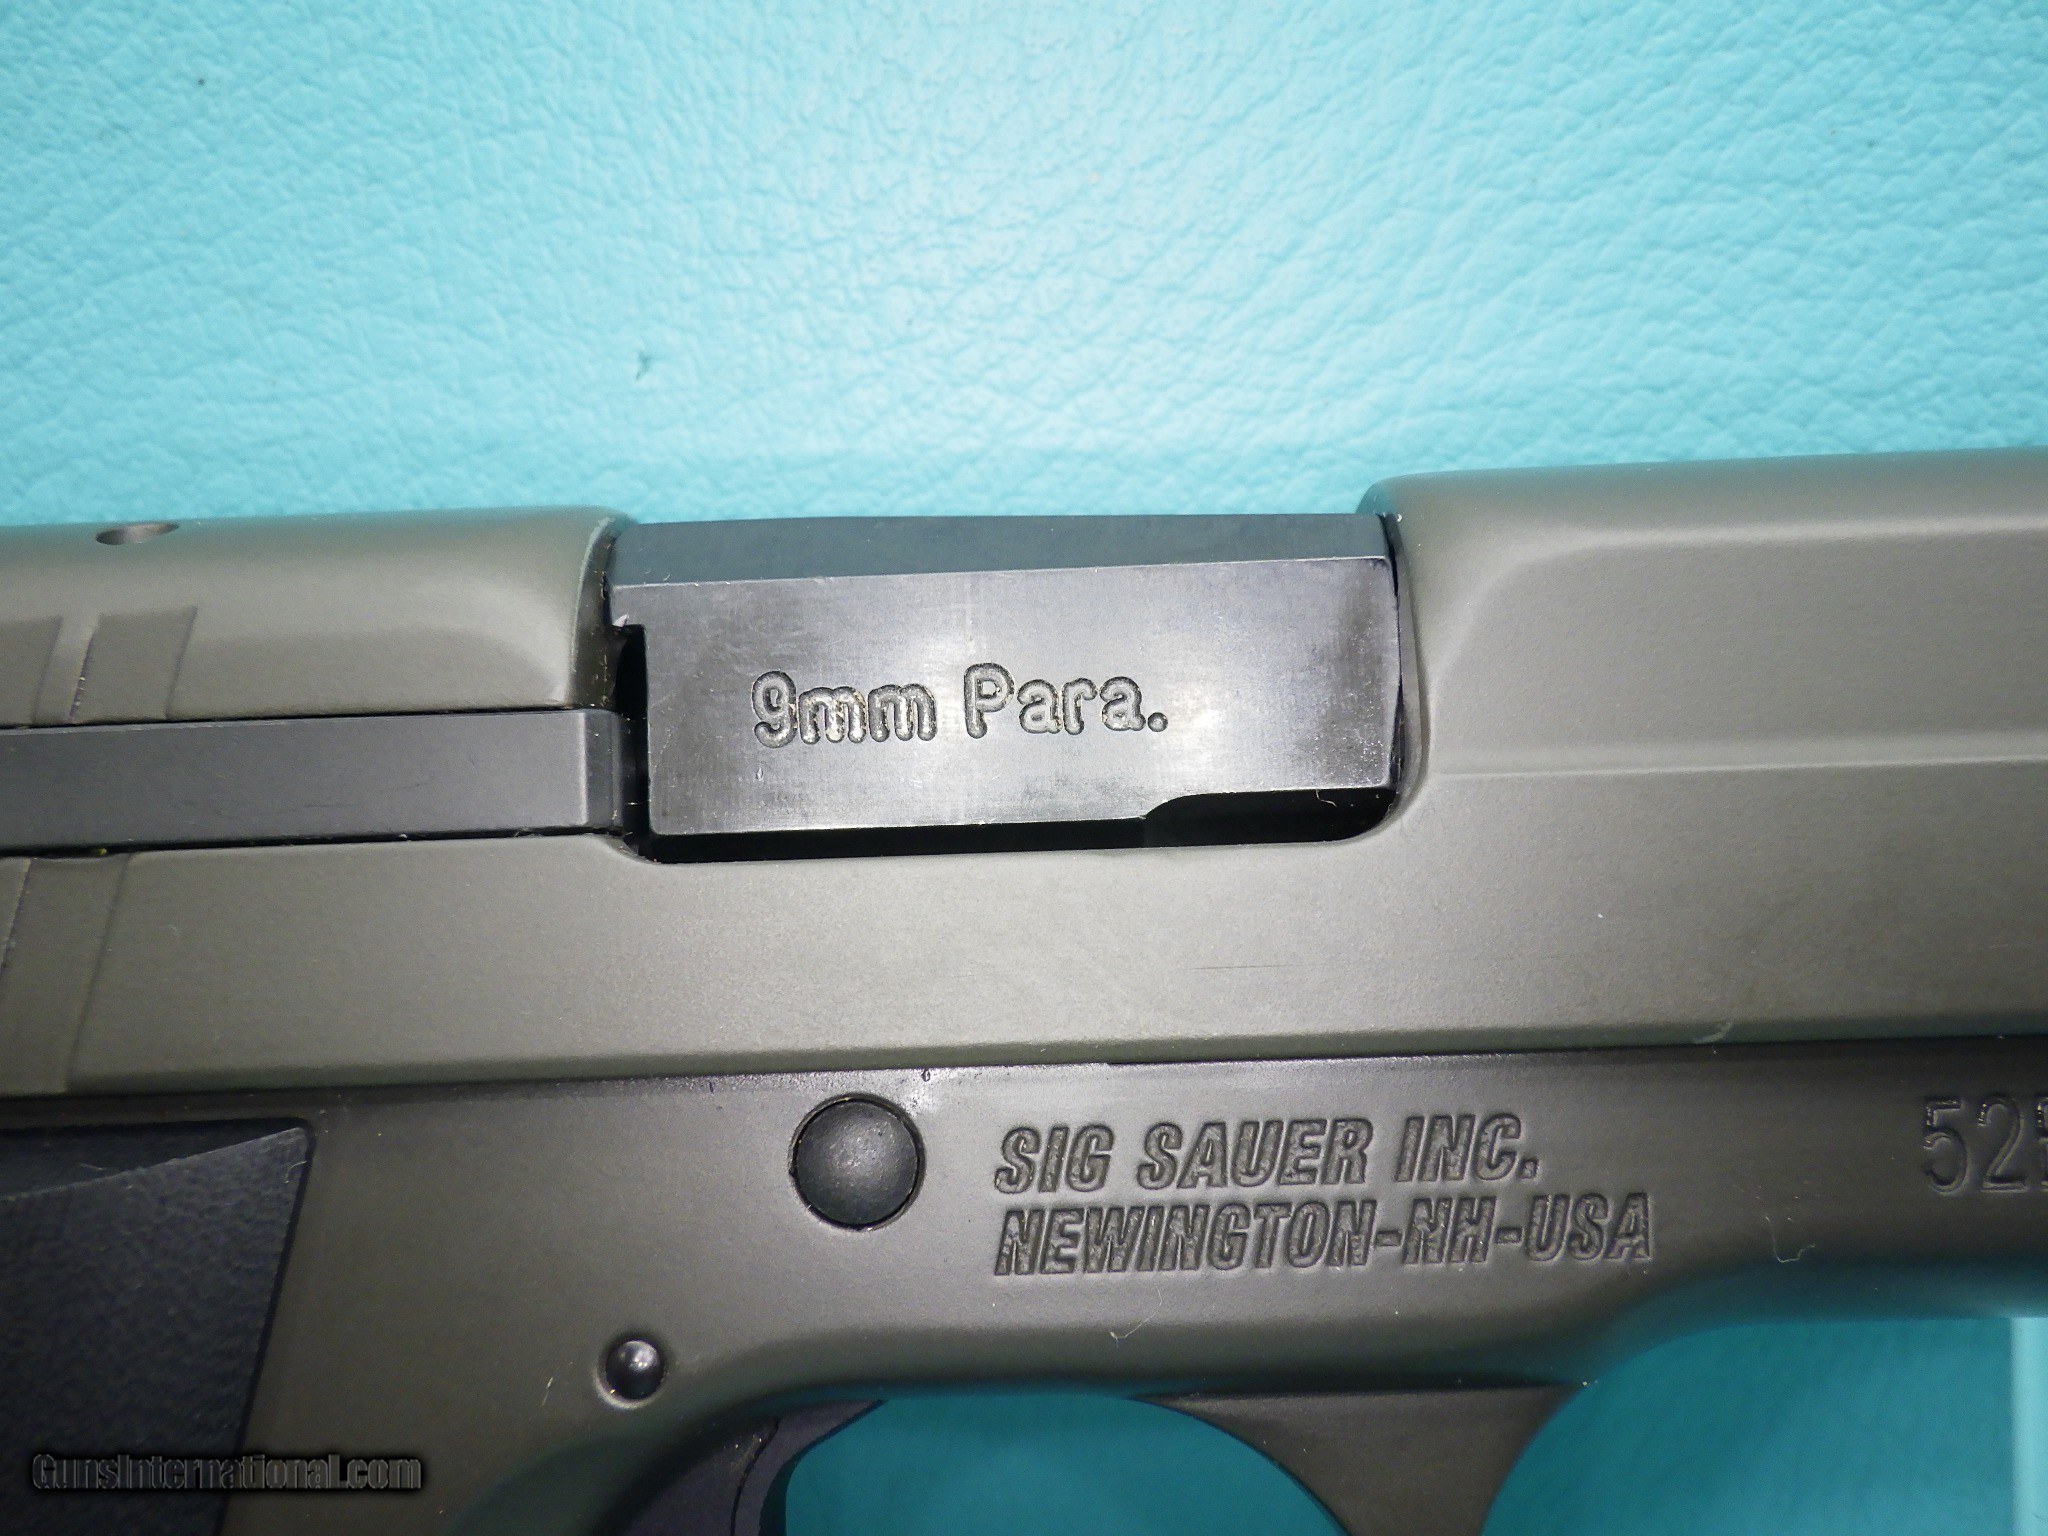 9mm Para.
SIG SAUER INC.
NEWINGTON-NH-USA
GunsInternational.com